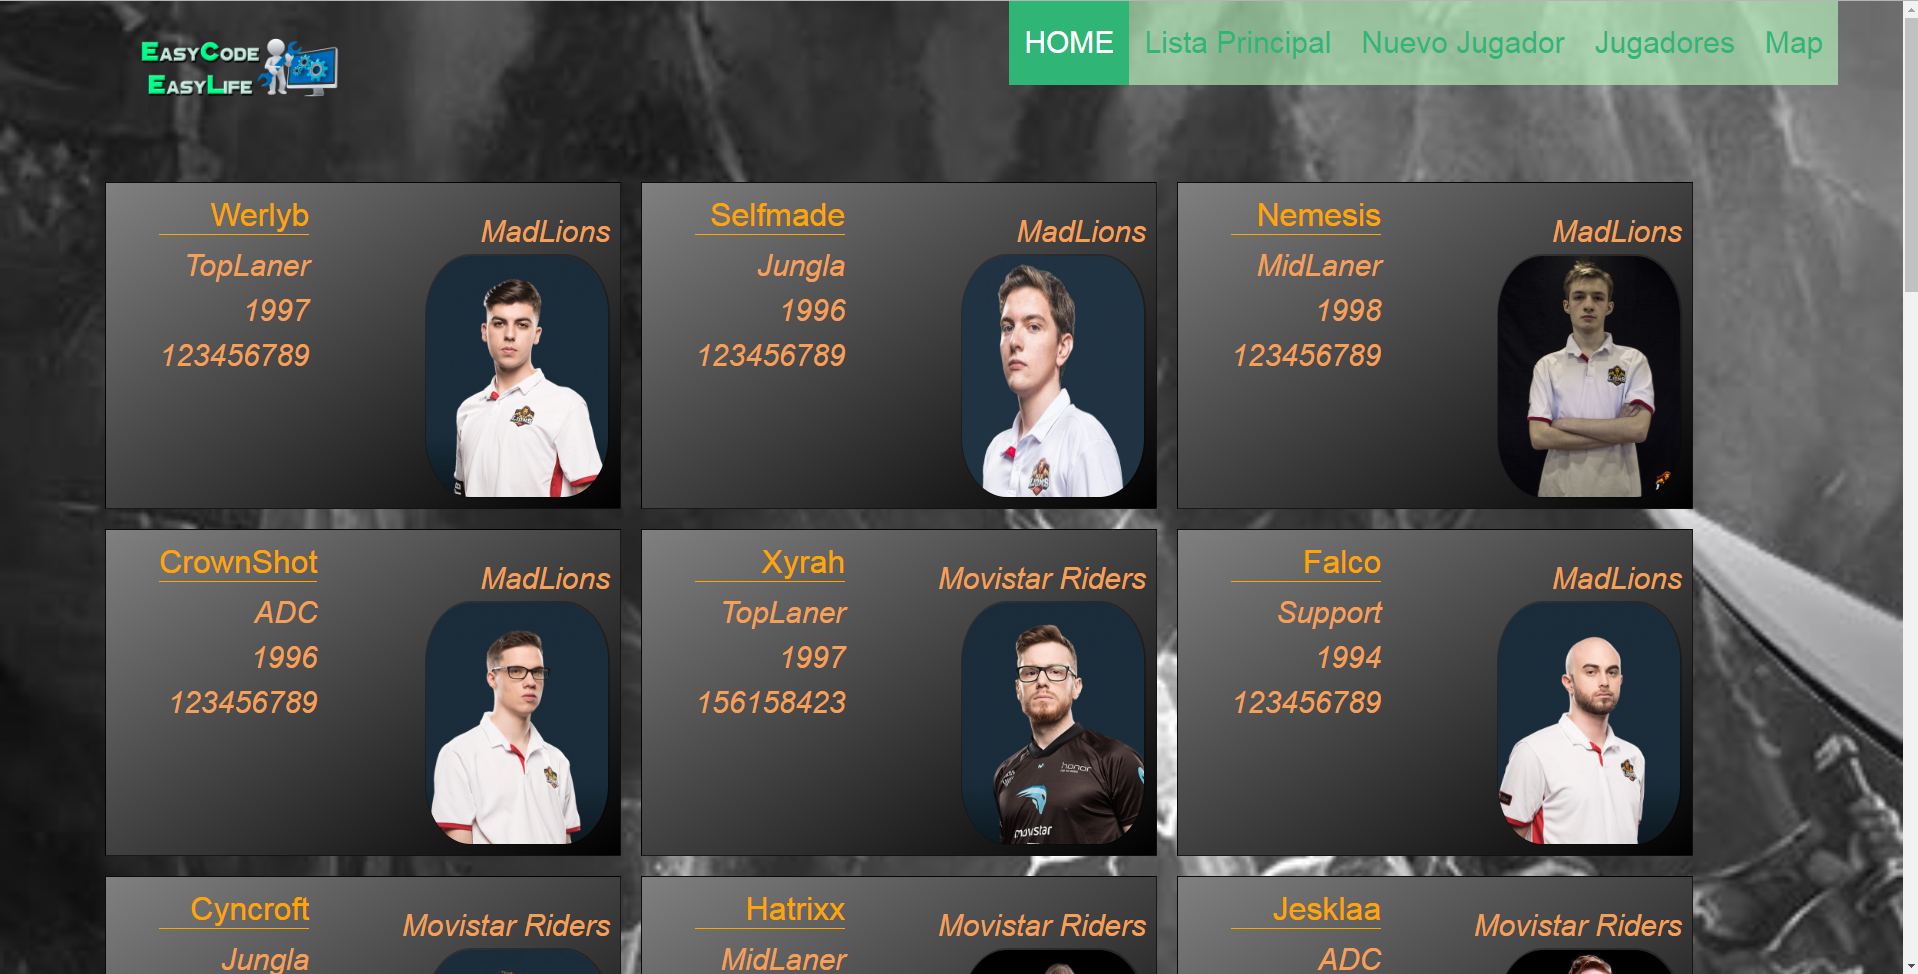 EasyCode
EasyLife
HOME Lista Principal Nuevo Jugador Jugadores Map
Werlyb
MadLions
TopLaner
1997
123456789
Selfmade
MadLions
Jungla
1996
123456789
Nemesis
MadLions
MidLaner
1998
123456789
CrownShot
MadLions
ADC
1996
123456789
Xyrah
Movistar Riders
TopLaner
1997
156158423
honor
movistar
Falco
MadLions
Support
1994
123456789
Cyncroft
Movistar Riders
Jungla
Hatrixx
Movistar Riders
MidLaner
Jesklaa
Movistar Riders
ADC